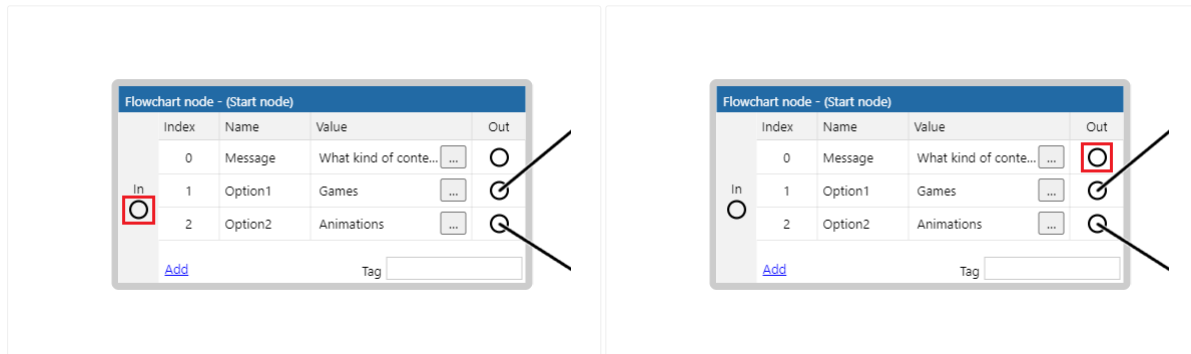 Flowchart node - (Start node)
Index Name Value Out
0 Message What kind of conte... ...
In
1 Option1 Games ...
2 Option2 Animations ...
Add Tag
Flowchart node - (Start node)
Index Name Value Out
0 Message What kind of conte... ...
In
1 Option1 Games ...
2 Option2 Animations ...
Add Tag